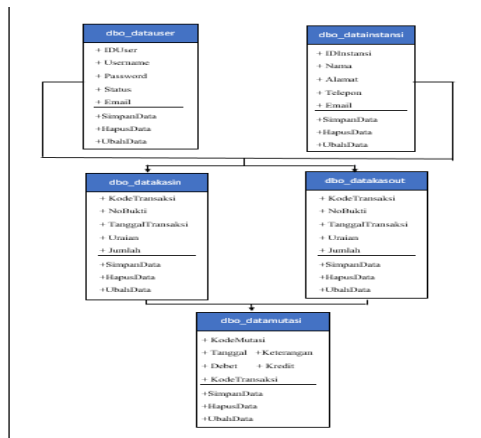 dbo_datauser
+ IDUser
+ Username
+ Password
+ Status
+ Email
+SimpanData
+HapusData
+UbahData
dbo_datainstansi
+ IDInstansi
+ Nama
+ Alamat
+ Telepon
+ Email
+SimpanData
+HapusData
+UbahData
dbo_datakasin
+ KodeTransaksi
+ NoBukti
+ TanggalTransaksi
+ Uraian
+ Jumlah
+SimpanData
+HapusData
+UbahData
dbo_datakasout
+ KodeTransaksi
+ NoBukti
+ TanggalTransaksi
+ Uraian
+ Jumlah
+SimpanData
+HapusData
+UbahData
dbo_datamutasi
+ KodeMutasi
+ Tanggal +Keterangan
+ Debet + Kredit
+ KodeTransaksi
+SimpanData
+HapusData
+UbahData